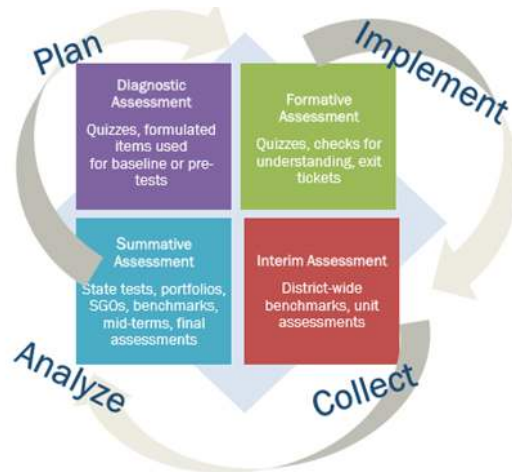 Plan
Implement
Diagnostic
Assessment
Quizzes, formulated
items used
for baseline or pre-
tests
Formative
Assessment
Quizzes, checks for
understanding, exit
tickets
Summative
Assessment
State tests, portfolios,
SGOs, benchmarks,
mid-terms, final
assessments
Interim Assessment
District-wide
benchmarks, unit
assessments
Analyze
Collect